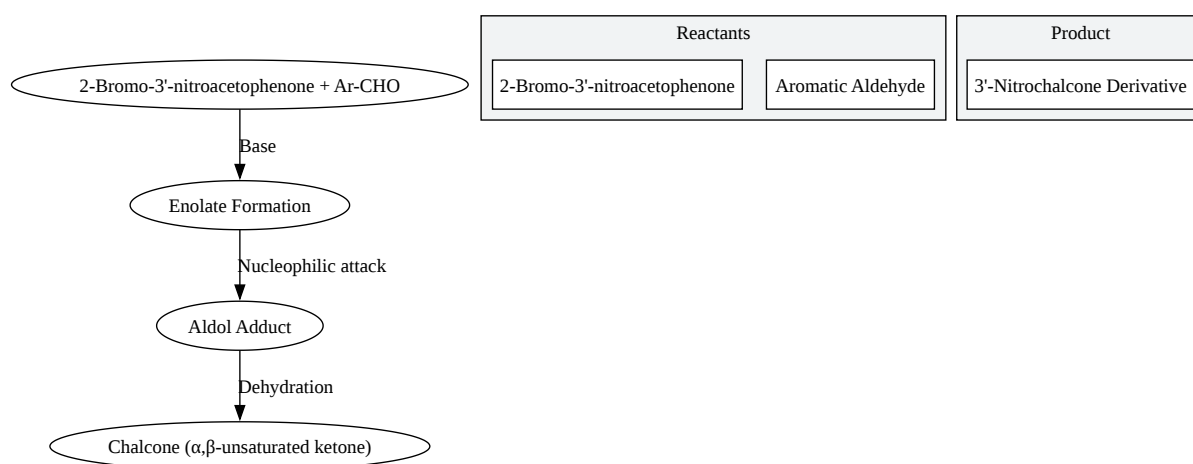 2-Bromo-3'-nitroacetophenone + Ar-CHO
Base
Enolate Formation
Nucleophilic attack
Aldol Adduct
Dehydration
Chalcone (α,β-unsaturated ketone)
Reactants
2-Bromo-3'-nitroacetophenone
Aromatic Aldehyde
Product
3'-Nitrochalcone Derivative